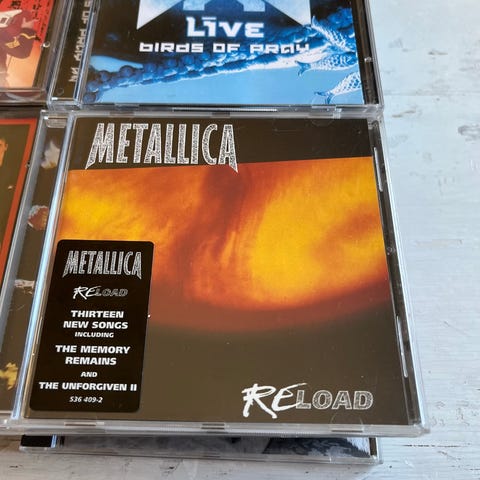 LīVE
BIRDS OF PRAY
METALLICA
METALLICA
RELOAD
THIRTEEN
NEW SONGS
INCLUDING
THE MEMORY
REMAINS
AND
THE UNFORGIVEN II
536 409-2
RELOAD